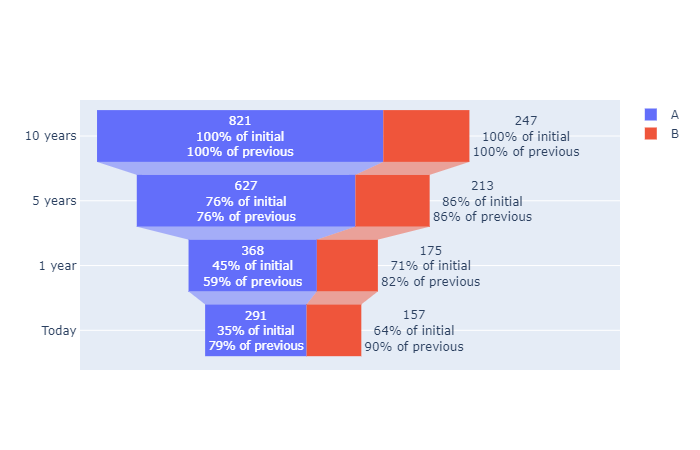 821
100% of initial
100% of previous
247
100% of initial
100% of previous
10 years
627
76% of initial
76% of previous
213
86% of initial
86% of previous
5 years
368
45% of initial
59% of previous
175
71% of initial
82% of previous
1 year
291
35% of initial
79% of previous
157
64% of initial
90% of previous
Today
A
B